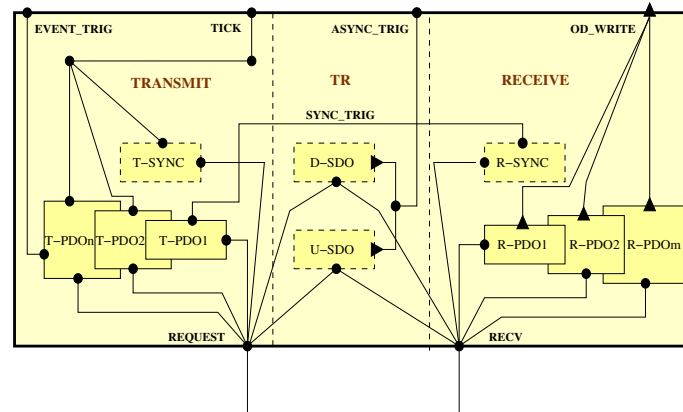 EVENT_TRIG TICK ASYNC_TRIG OD_WRITE
TRANSMIT TR RECEIVE
SYNC_TRIG
T−SYNC D−SDO R−SYNC
T−PDOn T−PDO2 T−PDO1 U−SDO R−PDO1 R−PDO2 R−PDOm
REQUEST RECV